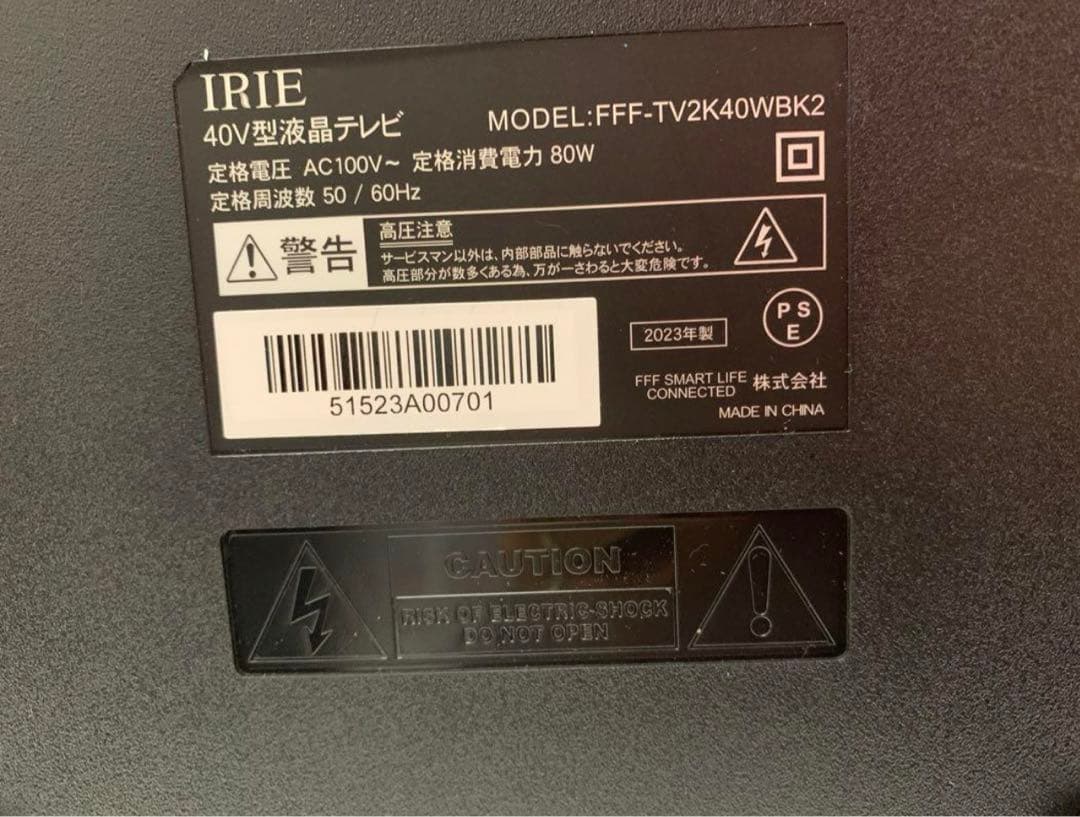 IRIE
40V型液晶テレビ
MODEL:FFF-TV2K40WBK2
定格電圧 AC100V～ 定格消費電力 80W
定格周波数 50 / 60Hz
警告
高圧注意
サービスマン以外は、内部部品に触らないでください。
高圧部分が数多くある為、万が一さわると大変危険です。
51523A00701
2023年製
PS
E
FFF SMART LIFE
CONNECTED 株式会社
MADE IN CHINA
CAUTION
RISK OF ELECTRIC-SHOCK
DO NOT OPEN